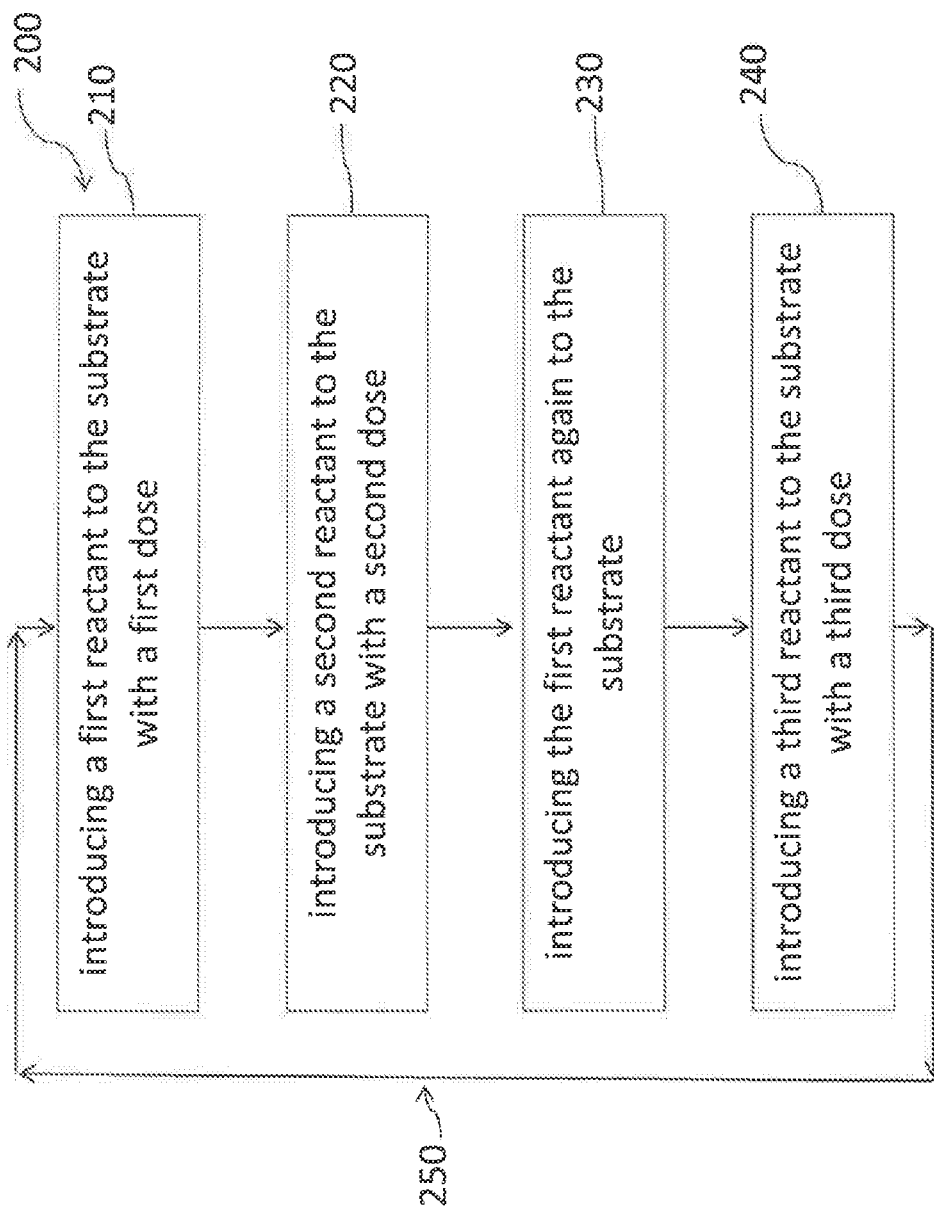 200
210
introducing a first reactant to the substrate
with a first dose
220
introducing a second reactant to the
substrate with a second dose
230
introducing the first reactant again to the
substrate
240
introducing a third reactant to the substrate
with a third dose
250